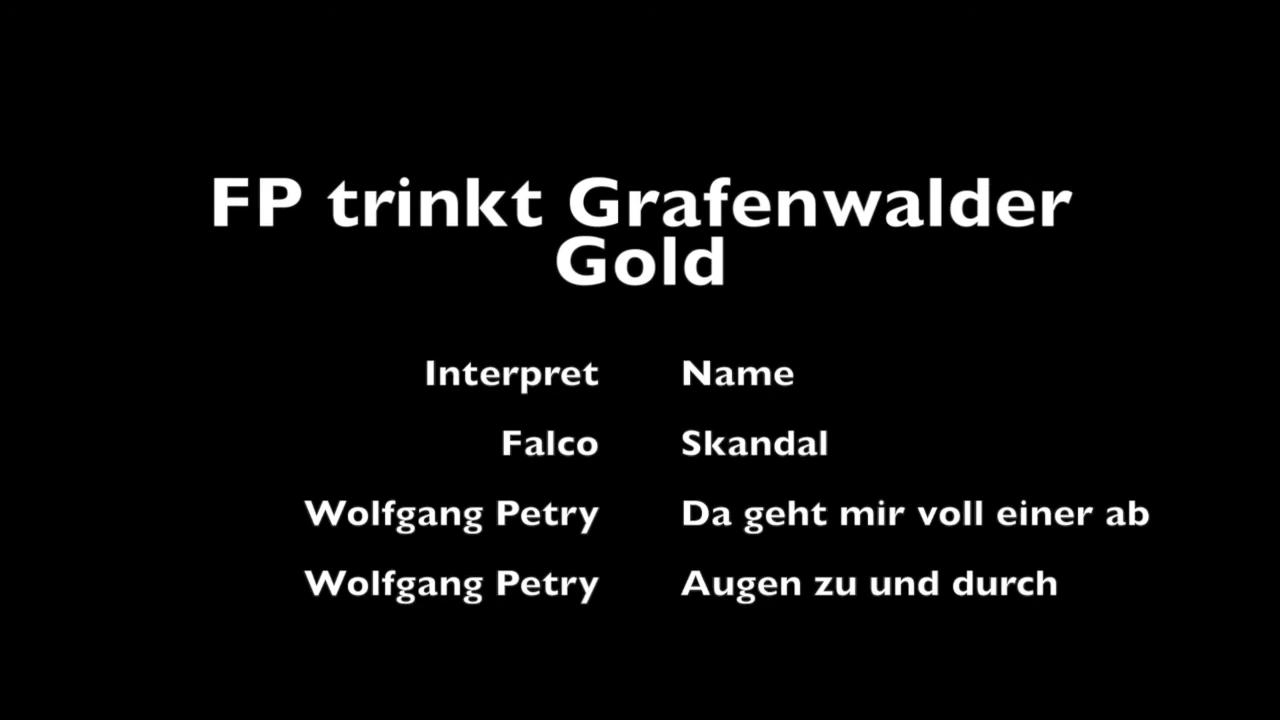 FP trinkt Grafenwalder
Gold
Interpret Name
Falco Skandal
Wolfgang Petry Da geht mir voll einer ab
Wolfgang Petry Augen zu und durch